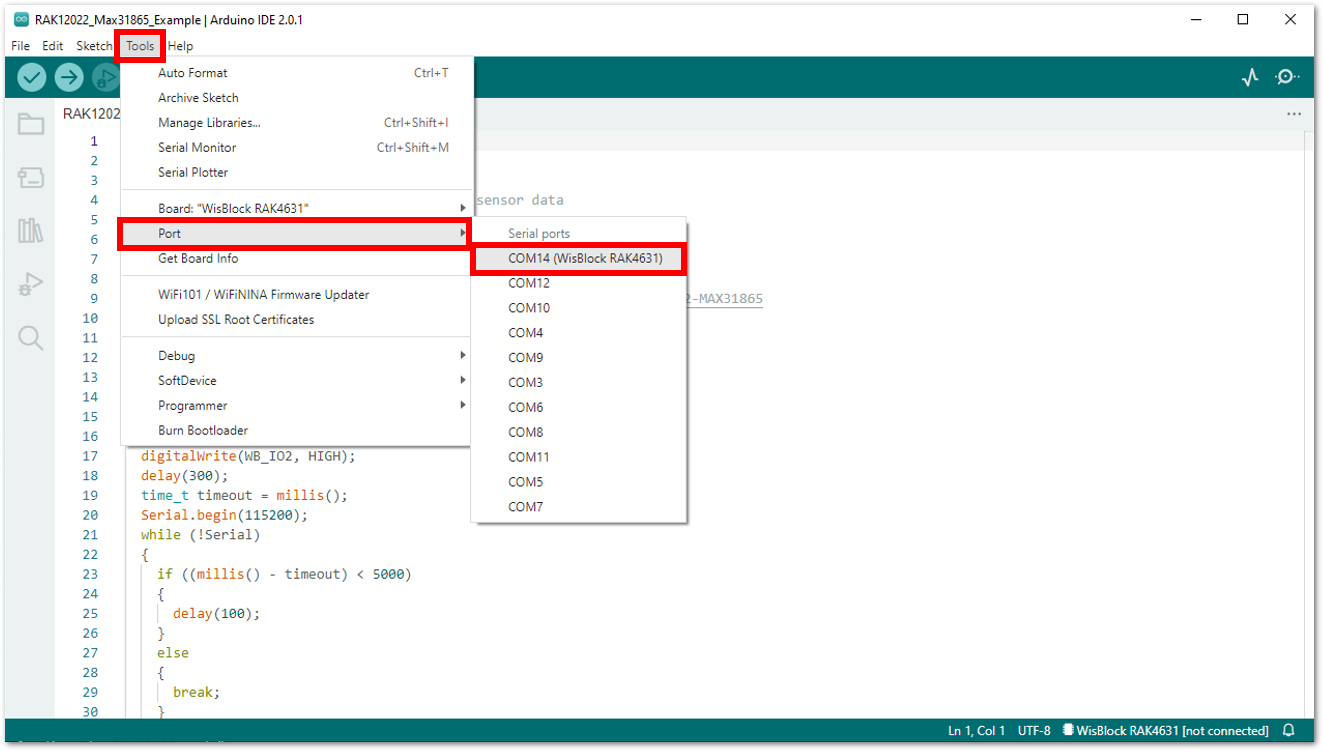 RAK12022_Max31865_Example | Arduino IDE 2.0.1
File Edit Sketch Tools Help
Auto Format Ctrl+T
Archive Sketch
Manage Libraries... Ctrl+Shift+I
Serial Monitor Ctrl+Shift+M
Serial Plotter
Board: "WisBlock RAK4631"
Port
Get Board Info
WiFi101 / WiFiNINA Firmware Updater
Upload SSL Root Certificates
Debug
SoftDevice
Programmer
Burn Bootloader
Serial ports
COM14 (WisBlock RAK4631)
COM12
COM10
COM4
COM9
COM3
COM6
COM8
COM11
COM5
COM7
RAK1202
...
1
2
3
4 sensor data
5
6
7
8
9 2-MAX31865
10
11
12
13
14
15
16
17 digitalWrite(WB_IO2, HIGH);
18 delay(300);
19 time_t timeout = millis();
20 Serial.begin(115200);
21 while (!Serial)
22 {
23 if ((millis() - timeout) < 5000)
24 {
25 delay(100);
26 }
27 else
28 {
29 break;
30 }
Ln 1, Col 1 UTF-8 WisBlock RAK4631 [not connected]